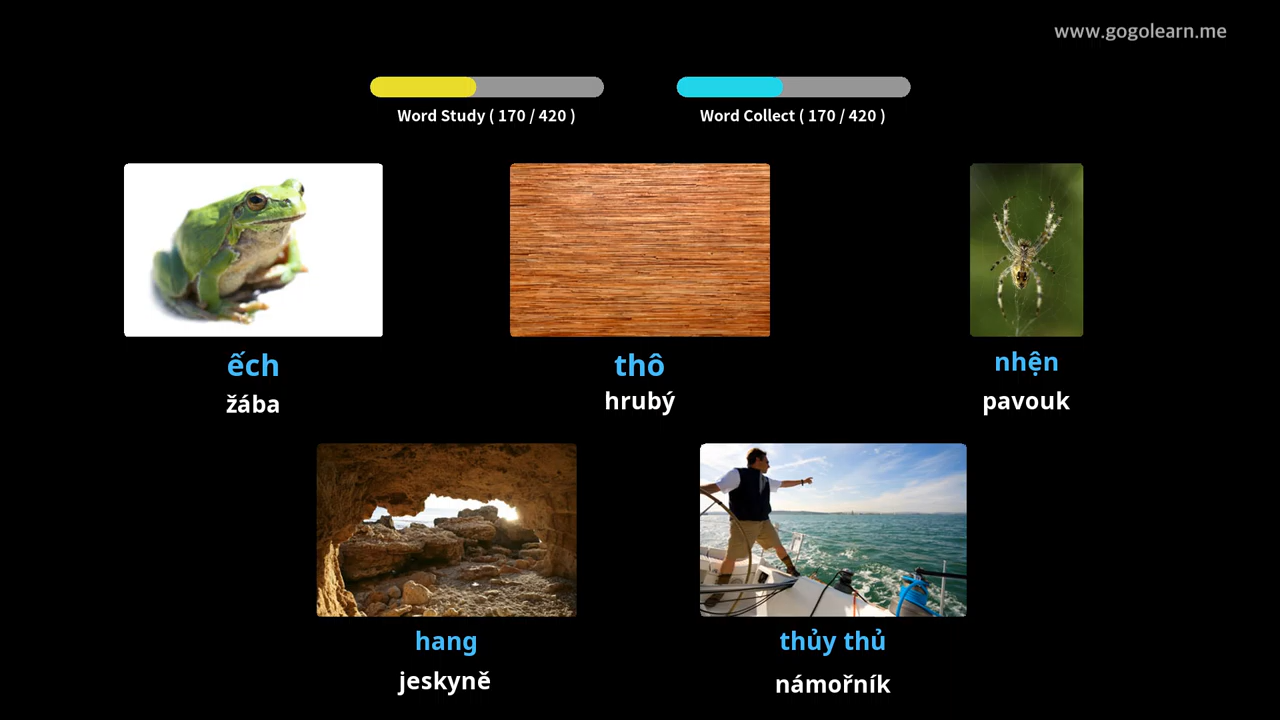 www.gogolearn.me
Word Study ( 170 / 420 )
Word Collect ( 170 / 420 )
ếch
žába
thô
hrubý
nhện
pavouk
hang
jeskyně
thủy thủ
námořník